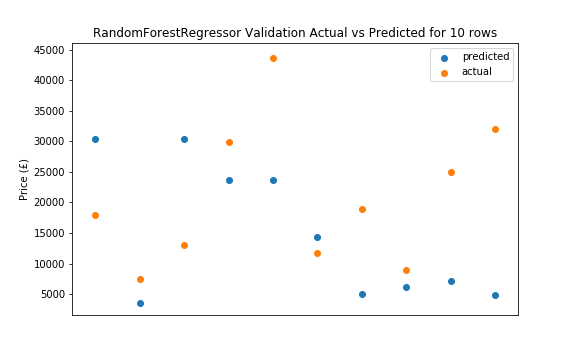 RandomForestRegressor Validation Actual vs Predicted for 10 rows
predicted
actual
Price (£)
45000
40000
35000
30000
25000
20000
15000
10000
5000